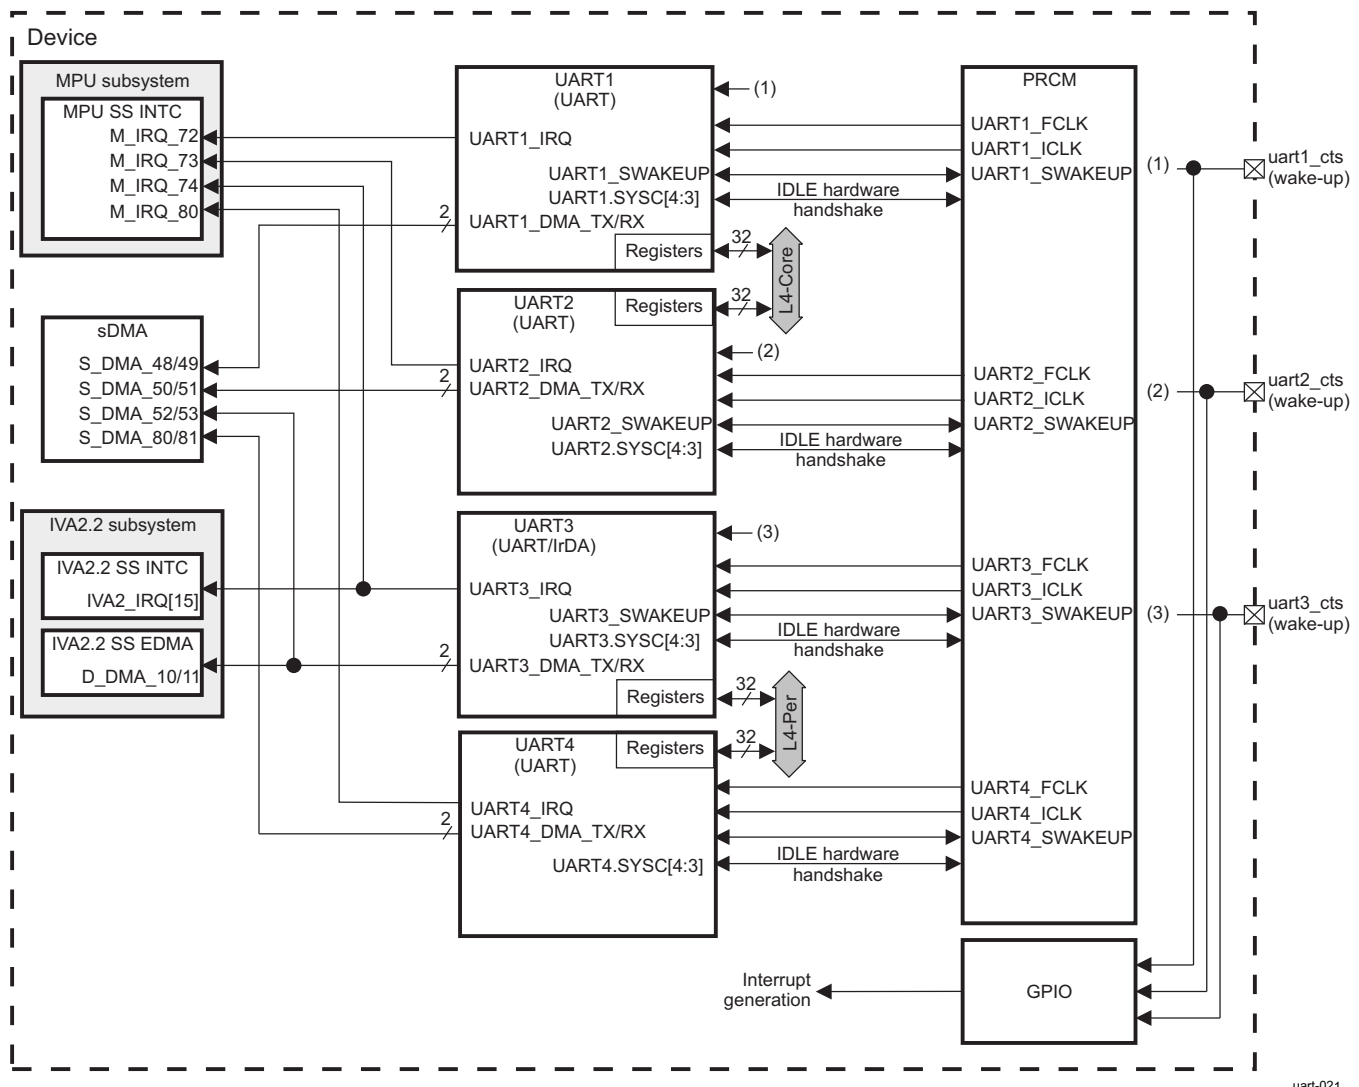 Device
MPU subsystem
MPU SS INTC
M_IRQ_72
M_IRQ_73
M_IRQ_74
M_IRQ_80
sDMA
S_DMA_48/49
S_DMA_50/51
S_DMA_52/53
S_DMA_80/81
IVA2.2 subsystem
IVA2.2 SS INTC
IVA2_IRQ[15]
IVA2.2 SS EDMA
D_DMA_10/11
UART1
(UART)
(1)
UART1_IRQ
UART1_SWAKEUP
UART1.SYSC[4:3]
2
UART1_DMA_TX/RX
Registers
32
IDLE hardware
handshake
L4-Core
UART2
(UART)
Registers
32
(2)
UART2_IRQ
2
UART2_DMA_TX/RX
UART2_SWAKEUP
UART2.SYSC[4:3]
IDLE hardware
handshake
UART3
(UART/IrDA)
(3)
UART3_IRQ
UART3_SWAKEUP
UART3.SYSC[4:3]
2
UART3_DMA_TX/RX
Registers
32
IDLE hardware
handshake
L4-Per
UART4
(UART)
Registers
32
UART4_IRQ
2
UART4_DMA_TX/RX
UART4.SYSC[4:3]
IDLE hardware
handshake
PRCM
UART1_FCLK
UART1_ICLK
UART1_SWAKEUP
UART2_FCLK
UART2_ICLK
UART2_SWAKEUP
UART3_FCLK
UART3_ICLK
UART3_SWAKEUP
UART4_FCLK
UART4_ICLK
UART4_SWAKEUP
(1)
uart1_cts
(wake-up)
(2)
uart2_cts
(wake-up)
(3)
uart3_cts
(wake-up)
Interrupt
generation
GPIO
uart-021